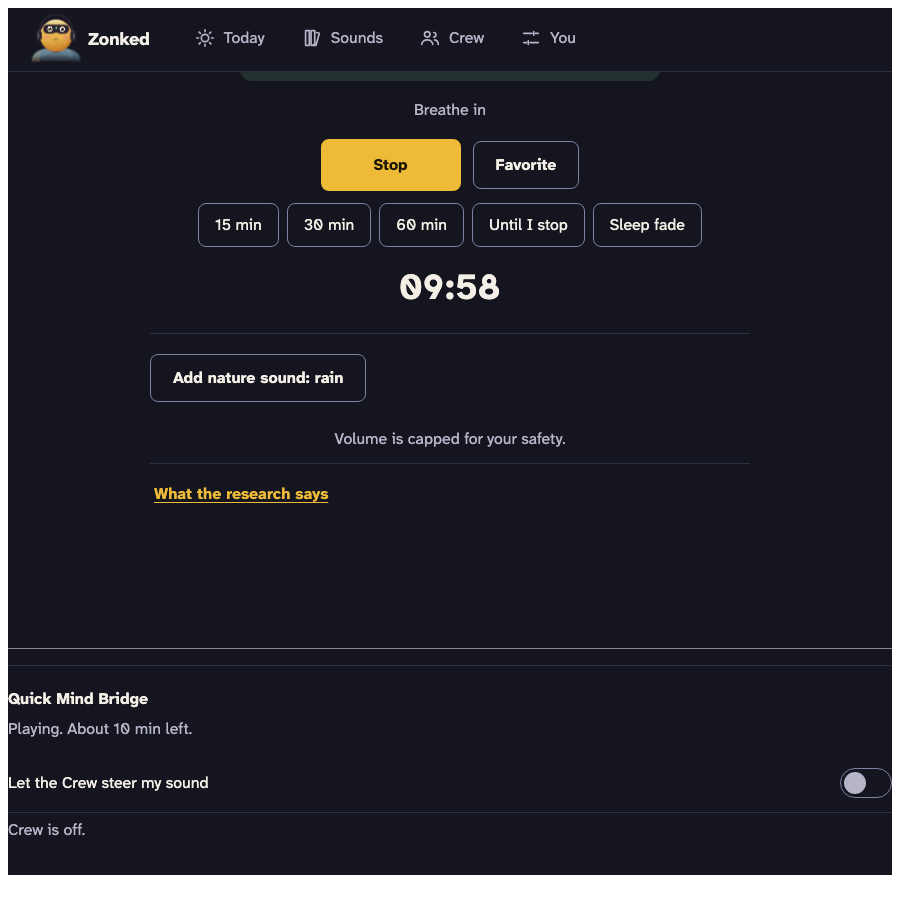 Zonked
Today
Sounds
Crew
You
Breathe in
Stop
Favorite
15 min
30 min
60 min
Until I stop
Sleep fade
09:58
Add nature sound: rain
Volume is capped for your safety.
What the research says
Quick Mind Bridge
Playing. About 10 min left.
Let the Crew steer my sound
Crew is off.